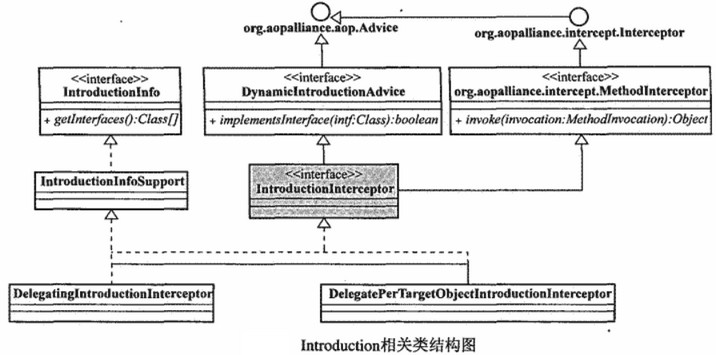 org.aopalliance.aop.Advice
org.aopalliance.intercept.Interceptor
<<interface>>
IntroductionInfo
+ getInterfaces():Class[]
<<interface>>
DynamicIntroductionAdvice
+ implementsInterface(intf:Class):boolean
<<interface>>
org.aopalliance.intercept.MethodInterceptor
+ invoke(invocation:MethodInvocation):Object
IntroductionInfoSupport
<<interface>>
IntroductionInterceptor
DelegatingIntroductionInterceptor
DelegatePerTargetObjectIntroductionInterceptor
Introduction相关类结构图